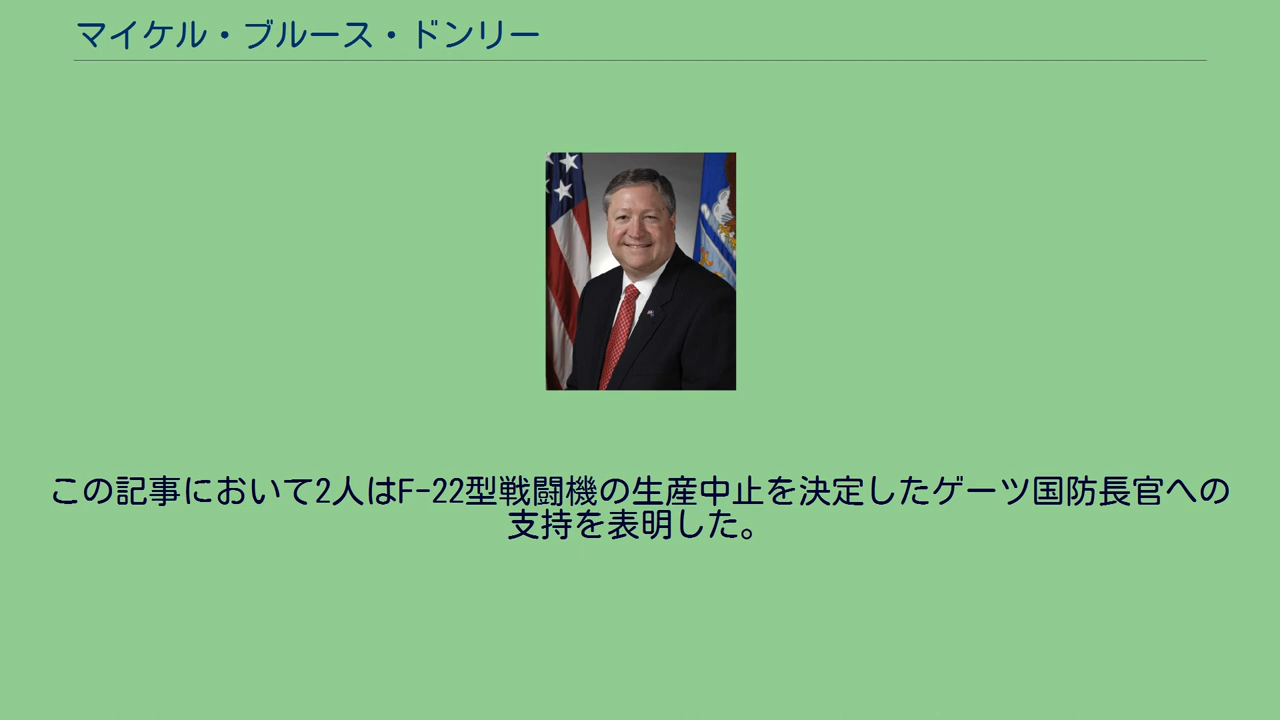 マイケル・ブルース・ドンリー
この記事において2人はF-22型戦闘機の生産中止を決定したゲーツ国防長官への
支持を表明した。